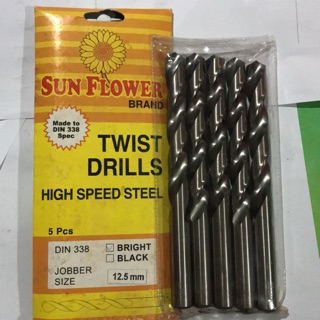 SUN FLOWER
BRAND
Made to
DIN 338
Spec
TWIST
DRILLS
HIGH SPEED STEEL
5 Pcs
DIN 338
BRIGHT
BLACK
JOBBER
SIZE
12.5 mm